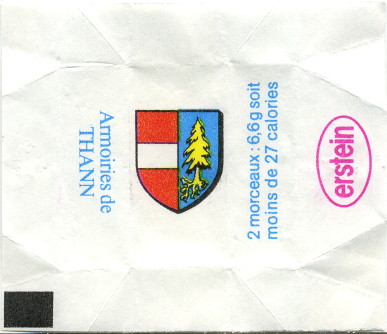 Armoiries de
THANN
2 morceaux : 6,6g soit
moins de 27 calories
erstein